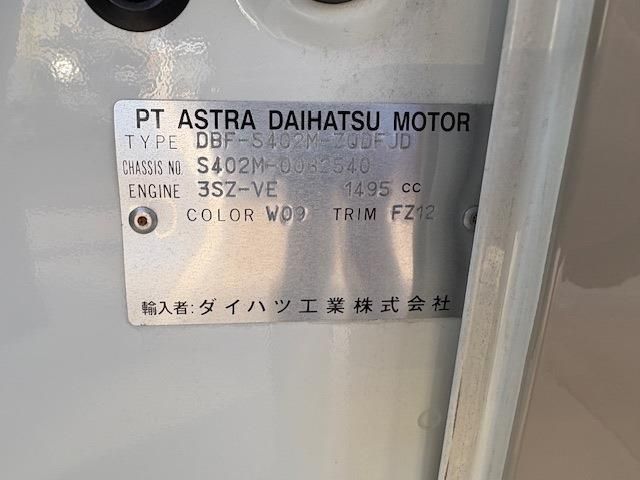 PT ASTRA DAIHATSU MOTOR
TYPE DBF-S402M-ZQDFJD
CHASSIS NO. S402M-0082540
ENGINE 3SZ-VE 1495 CC
COLOR W09 TRIM FZ12
輸入者:ダイハツ工業株式会社